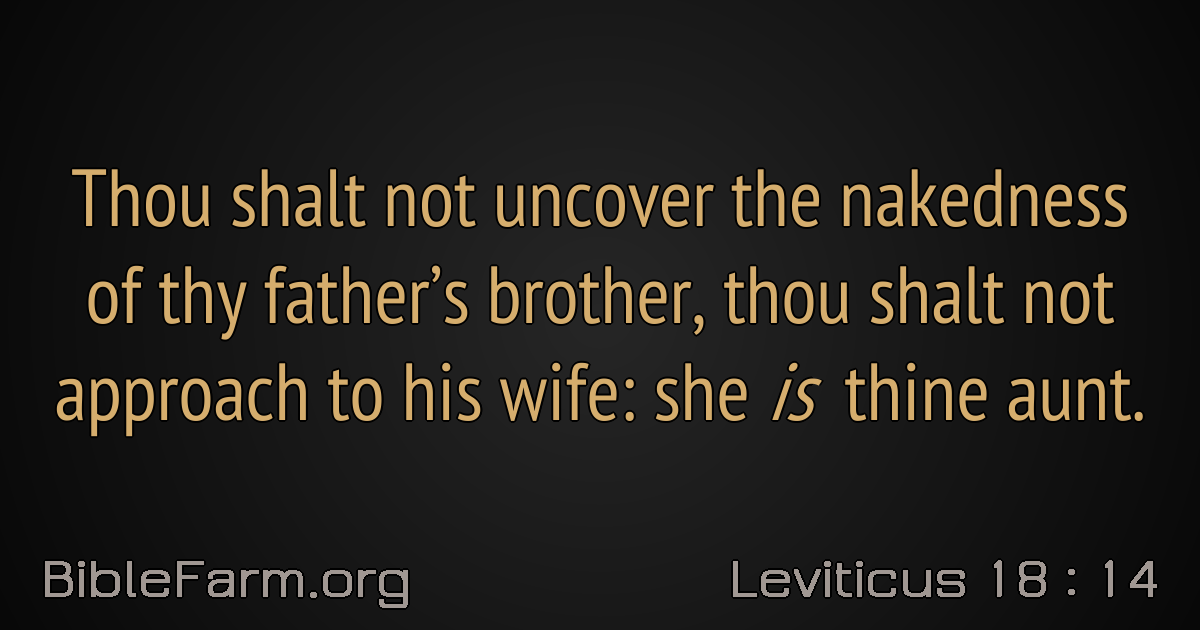 Thou shalt not uncover the nakedness
of thy father’s brother, thou shalt not
approach to his wife: she is thine aunt.
BibleFarm.org
Leviticus 18 : 14